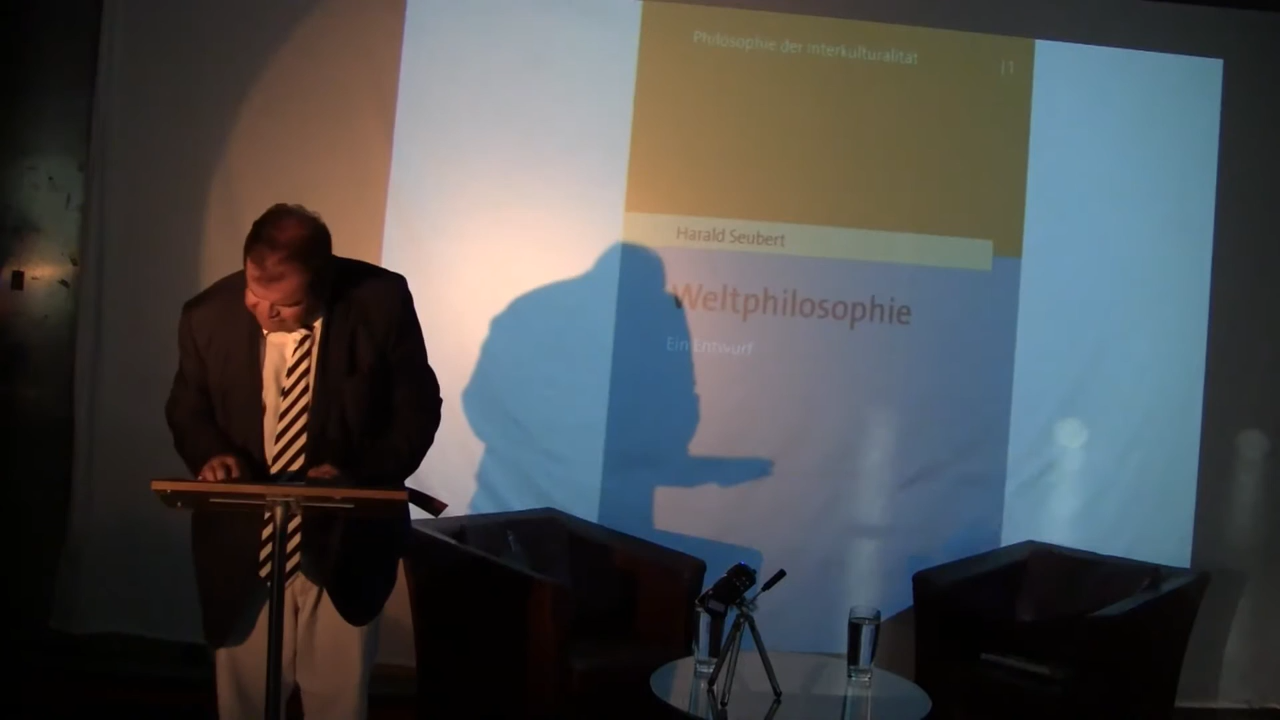 Philosophie der Interkulturalität
| 1
Harald Seubert
Weltphilosophie
Ein Entwurf